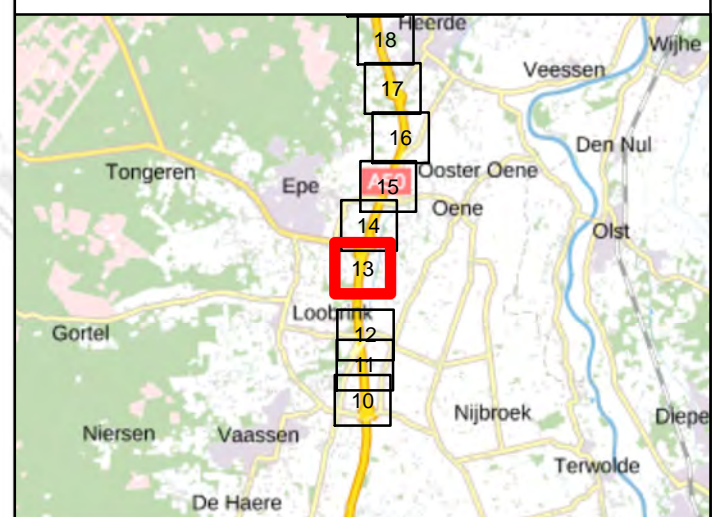 Heerde
18
Wijhe
Veessen
17
16
Den Nul
Tongeren
Epe
A50
15
Ooster Oene
Oene
14
Olst
13
Loobrink
Gortel
12
11
10
Nijbroek
Diepe
Niersen
Vaassen
Terwolde
De Haere